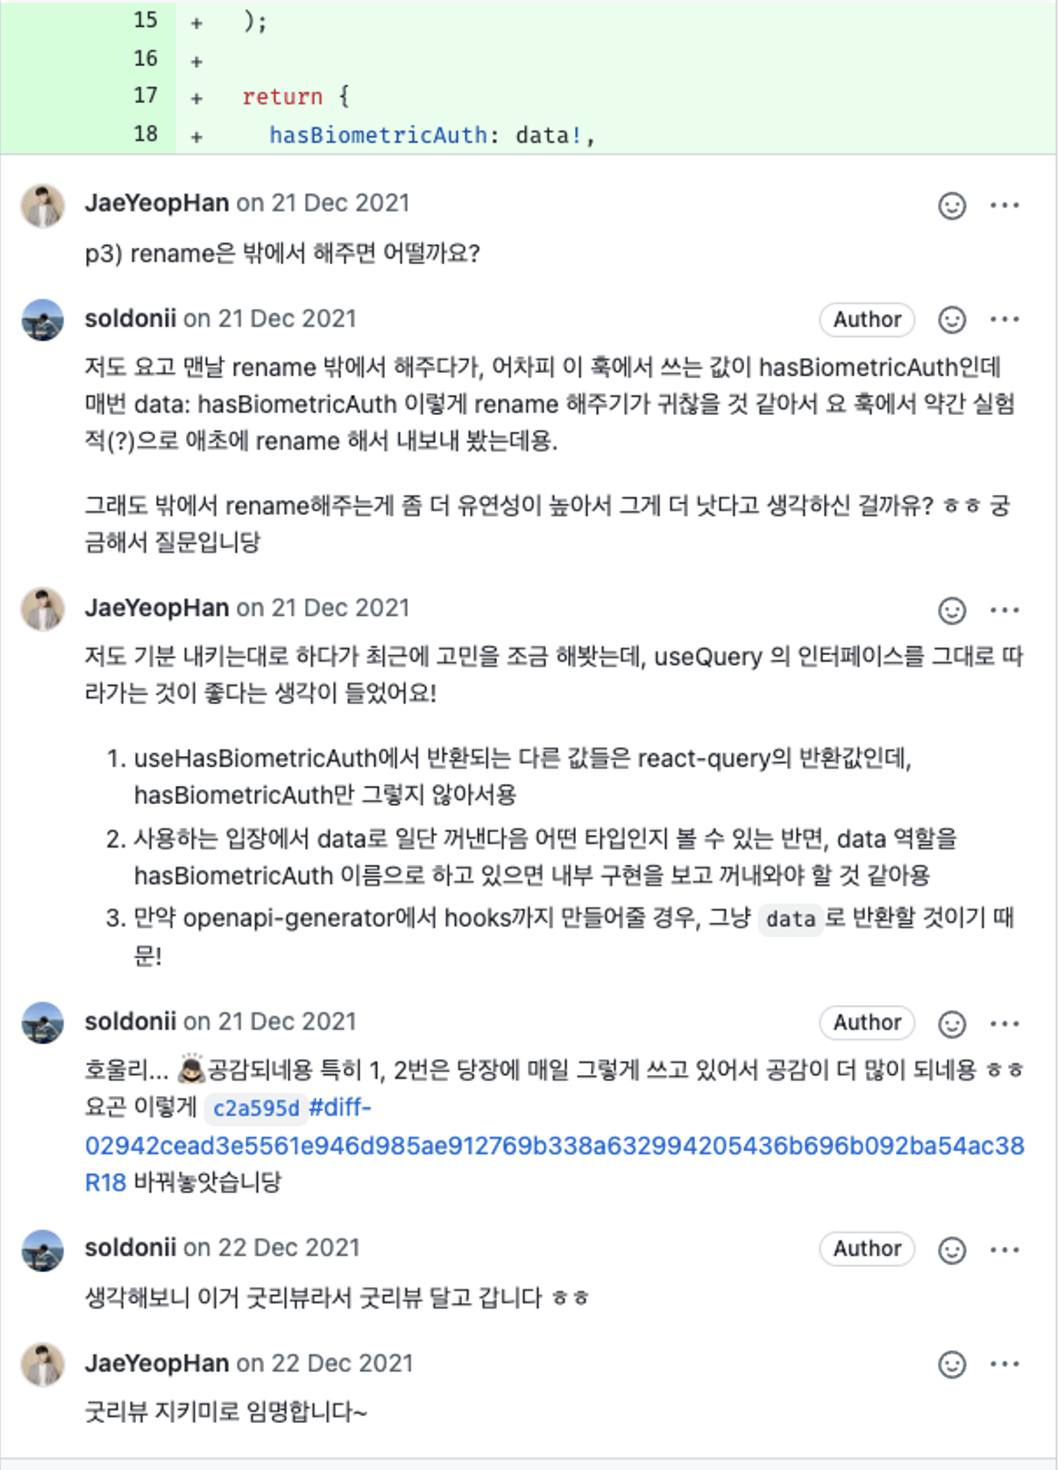 15 + );
16 +
17 + return {
18 + hasBiometricAuth: data!,
JaeYeopHan on 21 Dec 2021
p3) rename은 밖에서 해주면 어떨까요?
soldonii on 21 Dec 2021 Author
저도 요고 맨날 rename 밖에서 해주다가, 어차피 이 훅에서 쓰는 값이 hasBiometricAuth인데
매번 data: hasBiometricAuth 이렇게 rename 해주기가 귀찮을 것 같아서 요 훅에서 약간 실험
적(?)으로 애초에 rename 해서 내보내 봤는데용.
그래도 밖에서 rename해주는게 좀 더 유연성이 높아서 그게 더 낫다고 생각하신 걸까유? ㅎㅎ 궁
금해서 질문입니당
JaeYeopHan on 21 Dec 2021
저도 기분 내키는대로 하다가 최근에 고민을 조금 해봣는데, useQuery 의 인터페이스를 그대로 따
라가는 것이 좋다는 생각이 들었어요!
1. useHasBiometricAuth에서 반환되는 다른 값들은 react-query의 반환값인데,
hasBiometricAuth만 그렇지 않아서용
2. 사용하는 입장에서 data로 일단 꺼낸다음 어떤 타입인지 볼 수 있는 반면, data 역할을
hasBiometricAuth 이름으로 하고 있으면 내부 구현을 보고 꺼내와야 할 것 같아용
3. 만약 openapi-generator에서 hooks까지 만들어줄 경우, 그냥 data로 반환할 것이기 때
문!
soldonii on 21 Dec 2021 Author
호울리... 🙇공감되네용 특히 1, 2번은 당장에 매일 그렇게 쓰고 있어서 공감이 더 많이 되네용 ㅎㅎ
요곤 이렇게 c2a595d #diff-
02942cead3e5561e946d985ae912769b338a632994205436b696b092ba54ac38
R18 바꿔놓앗습니당
soldonii on 22 Dec 2021 Author
생각해보니 이거 굿리뷰라서 굿리뷰 달고 갑니다 ㅎㅎ
JaeYeopHan on 22 Dec 2021
굿리뷰 지키미로 임명합니다~